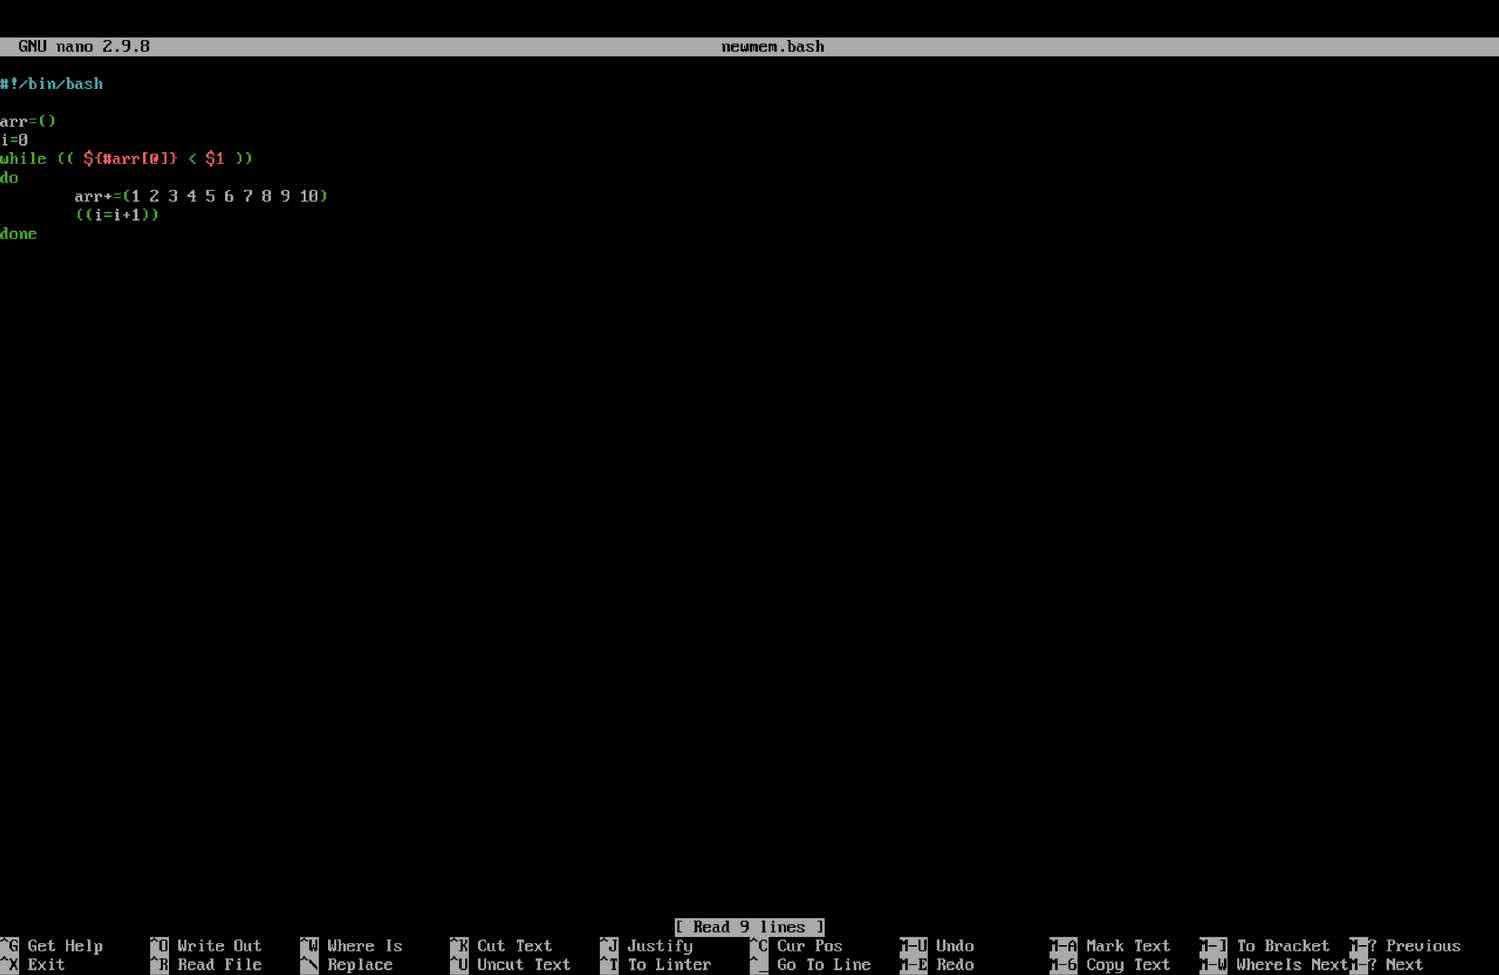 GNU nano 2.9.8 newmem.bash
#!/bin/bash
arr=()
i=0
while (( ${#arr[@]} < $1 ))
do
arr+=(1 2 3 4 5 6 7 8 9 10)
((i=i+1))
done
[ Read 9 lines ]
^G Get Help ^O Write Out ^W Where Is ^K Cut Text ^J Justify ^C Cur Pos M-U Undo M-A Mark Text M-] To Bracket M-? Previous
^X Exit ^R Read File ^\ Replace ^U Uncut Text ^T To Linter ^_ Go To Line M-E Redo M-6 Copy Text M-W WhereIs Next M-? Next